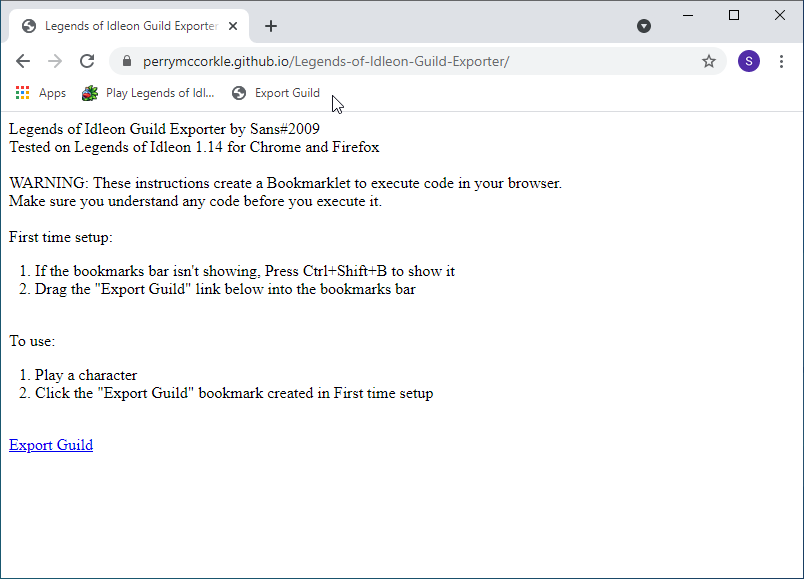 Legends of Idleon Guild Exporter
perrymccorkle.github.io/Legends-of-Idleon-Guild-Exporter/
S
Apps
Play Legends of Idl...
Export Guild
Legends of Idleon Guild Exporter by Sans#2009
Tested on Legends of Idleon 1.14 for Chrome and Firefox
WARNING: These instructions create a Bookmarklet to execute code in your browser.
Make sure you understand any code before you execute it.
First time setup:
1. If the bookmarks bar isn't showing, Press Ctrl+Shift+B to show it
2. Drag the "Export Guild" link below into the bookmarks bar
To use:
1. Play a character
2. Click the "Export Guild" bookmark created in First time setup
Export Guild